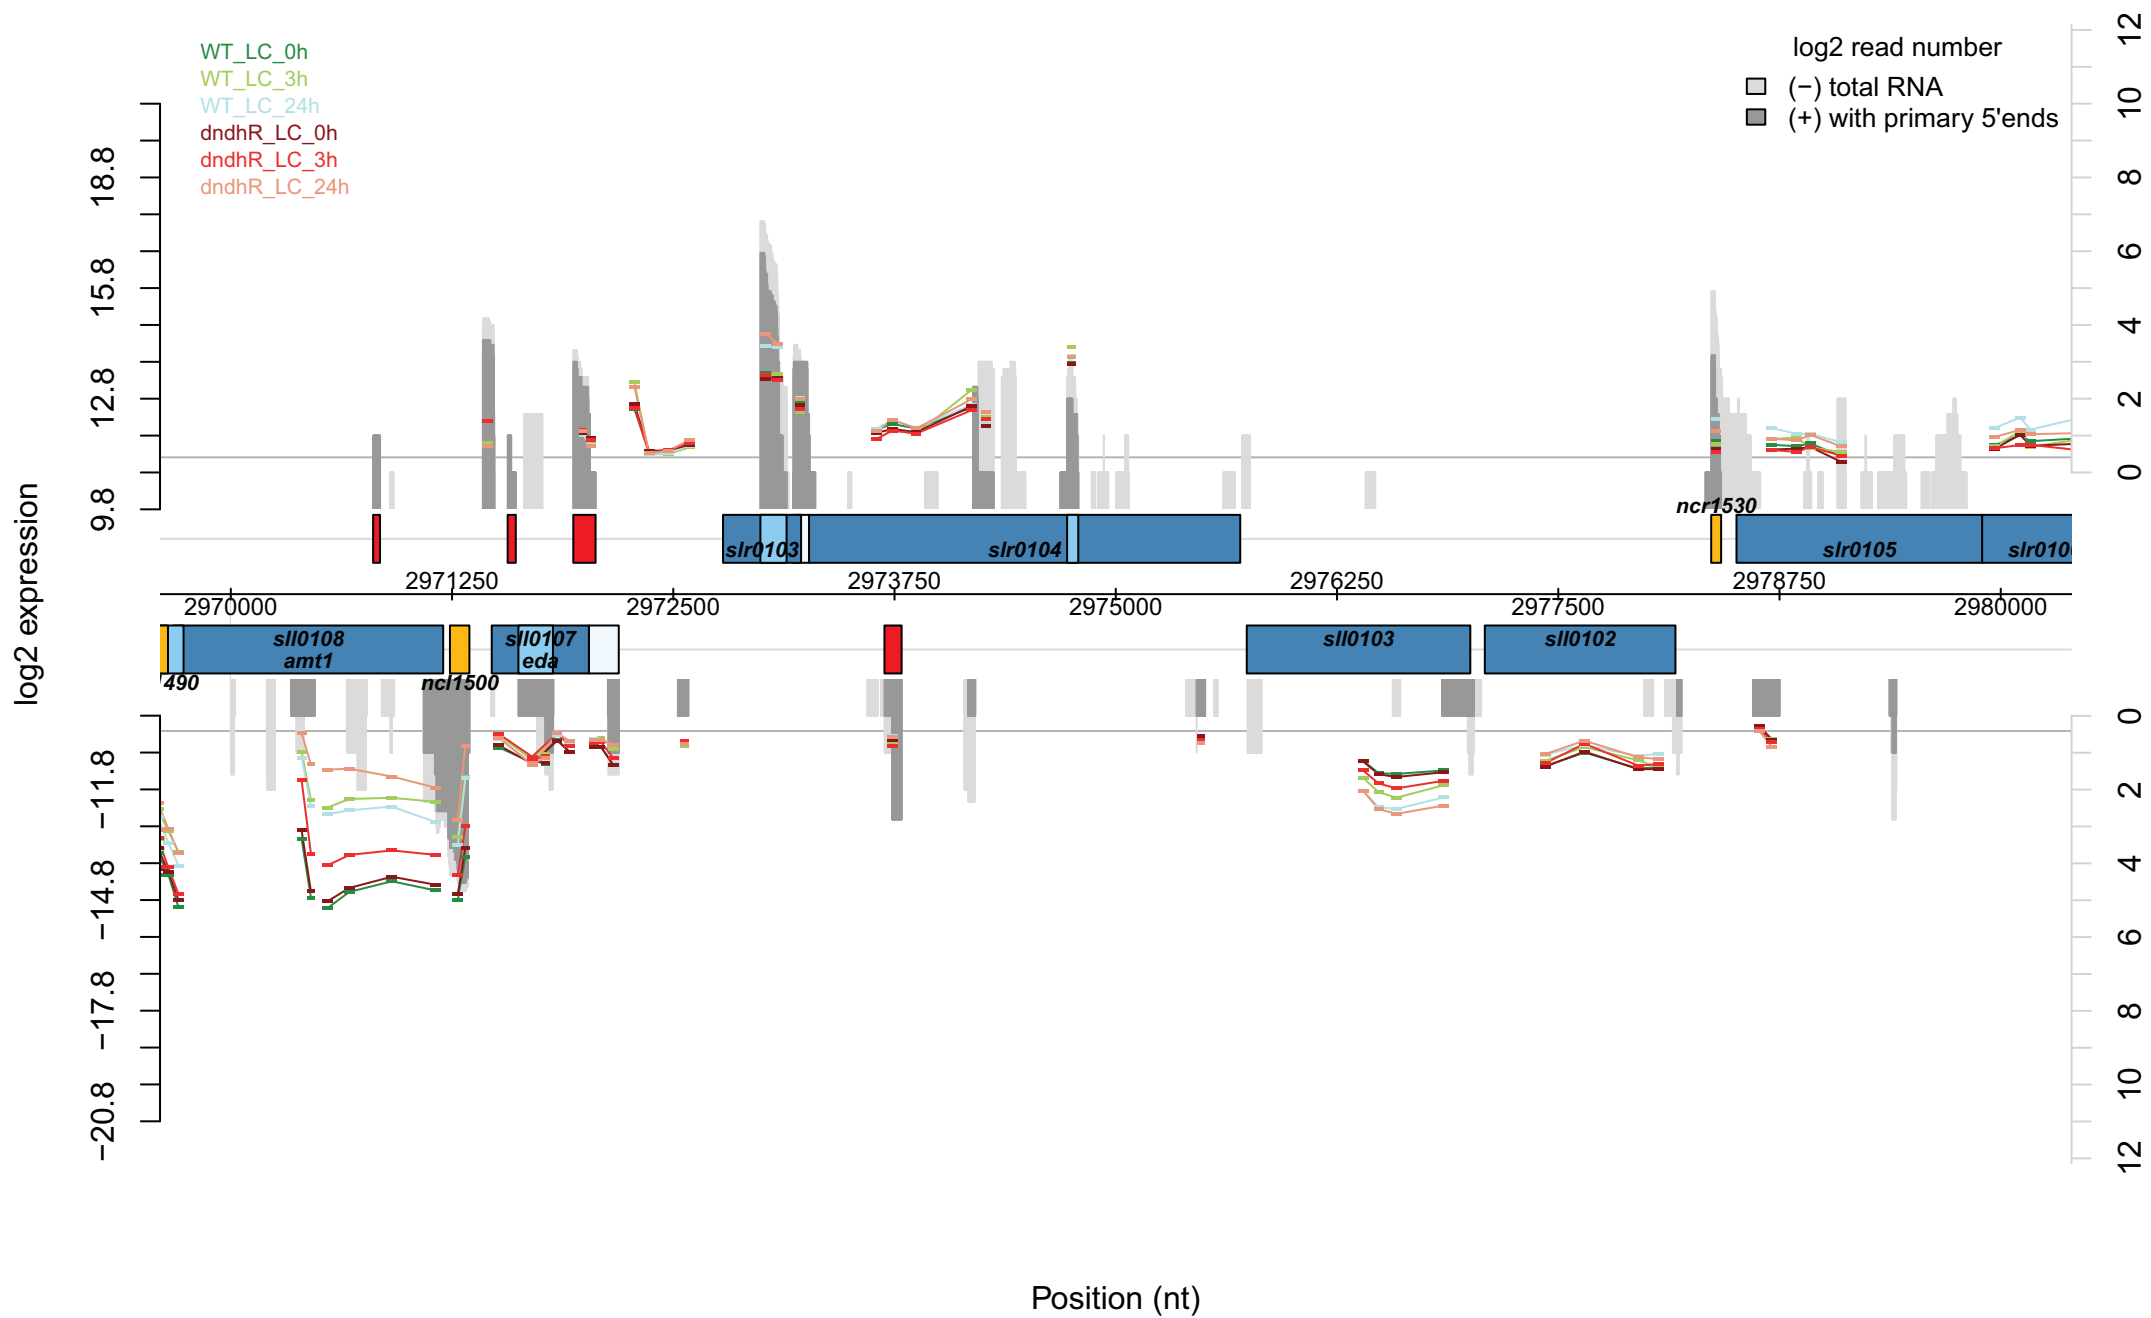 WT_LC_0h
WT_LC_3h
WT_LC_24h
dndhR_LC_0h
dndhR_LC_3h
dndhR_LC_24h
log2 read number
(−) total RNA
(+) with primary 5'ends
log2 expression
18.8
15.8
12.8
9.8
12
10
8
6
4
2
0
ncr1530
slr0103
slr0104
slr0105
slr010
2971250
2973750
2976250
2978750
2970000
2972500
2975000
2977500
2980000
sll0108
amt1
sll0107
eda
sll0103
sll0102
490
ncl1500
−11.8
−14.8
−17.8
−20.8
0
2
4
6
8
10
12
Position (nt)